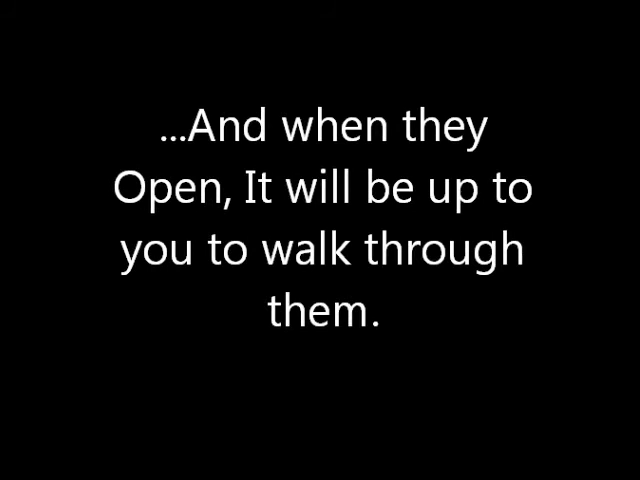 ...And when they
Open, It will be up to
you to walk through
them.